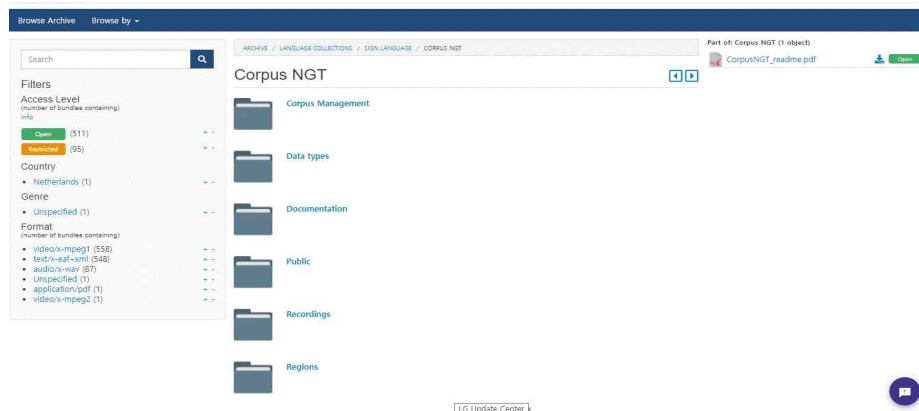 Browse Archive Browse by
ARCHIVE / LANGUAGE COLLECTIONS / SIGN LANGUAGE / CORPUS NGT
Search
Filters
Access Level
(number of bundles containing)
info
Open (511) + -
Restricted (95) + -
Country
• Netherlands (1) + -
Genre
• Unspecified (1) + -
Format
(number of bundles containing)
• video/x-mpeg1 (558) + -
• text/x-eaf+xml (548) + -
• audio/x-wav (87) + -
• Unspecified (1) + -
• application/pdf (1) + -
• video/x-mpeg2 (1) + -
Corpus NGT
Corpus Management
Data types
Documentation
Public
Recordings
Regions
Part of: Corpus NGT (1 object)
CorpusNGT_readme.pdf Open
LG Update Center